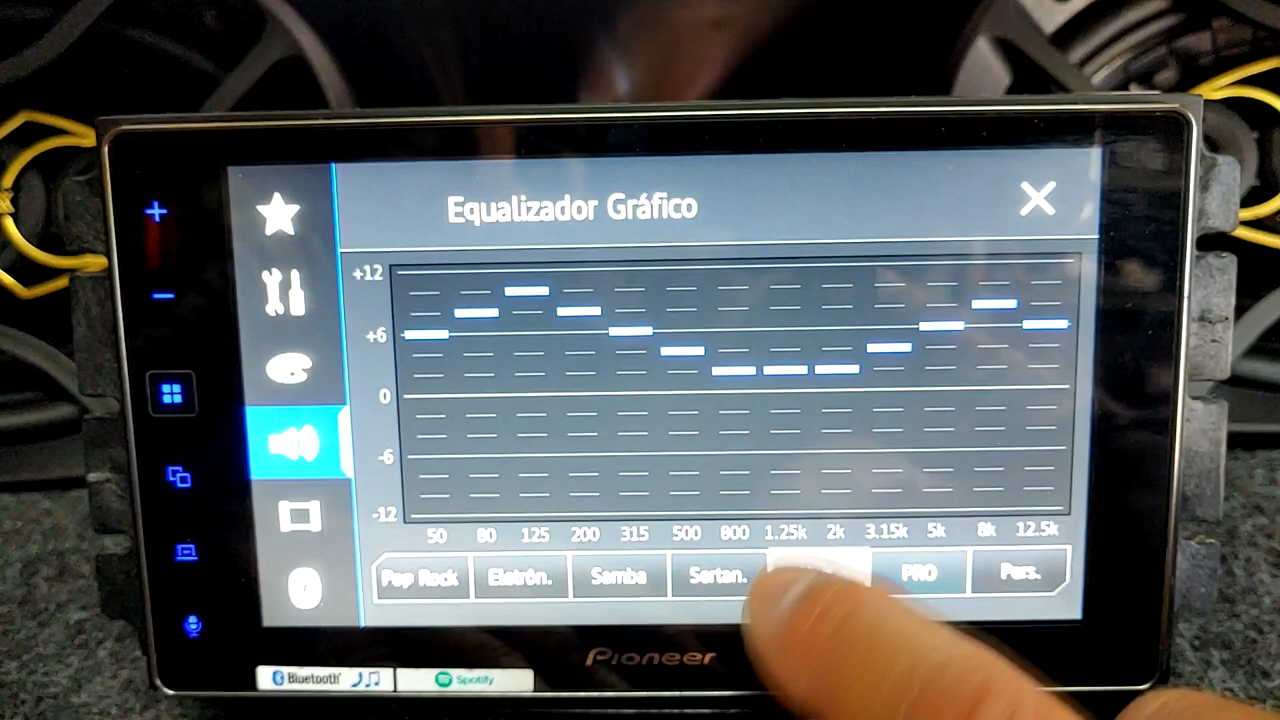 Equalizador Gráfico
+12
+6
0
-6
-12
50 80 125 200 315 500 800 1.25k 2k 3.15k 5k 8k 12.5k
Pop Rock Eletrôn. Samba Sertan. PRO Pers.
Pioneer
Bluetooth Spotify